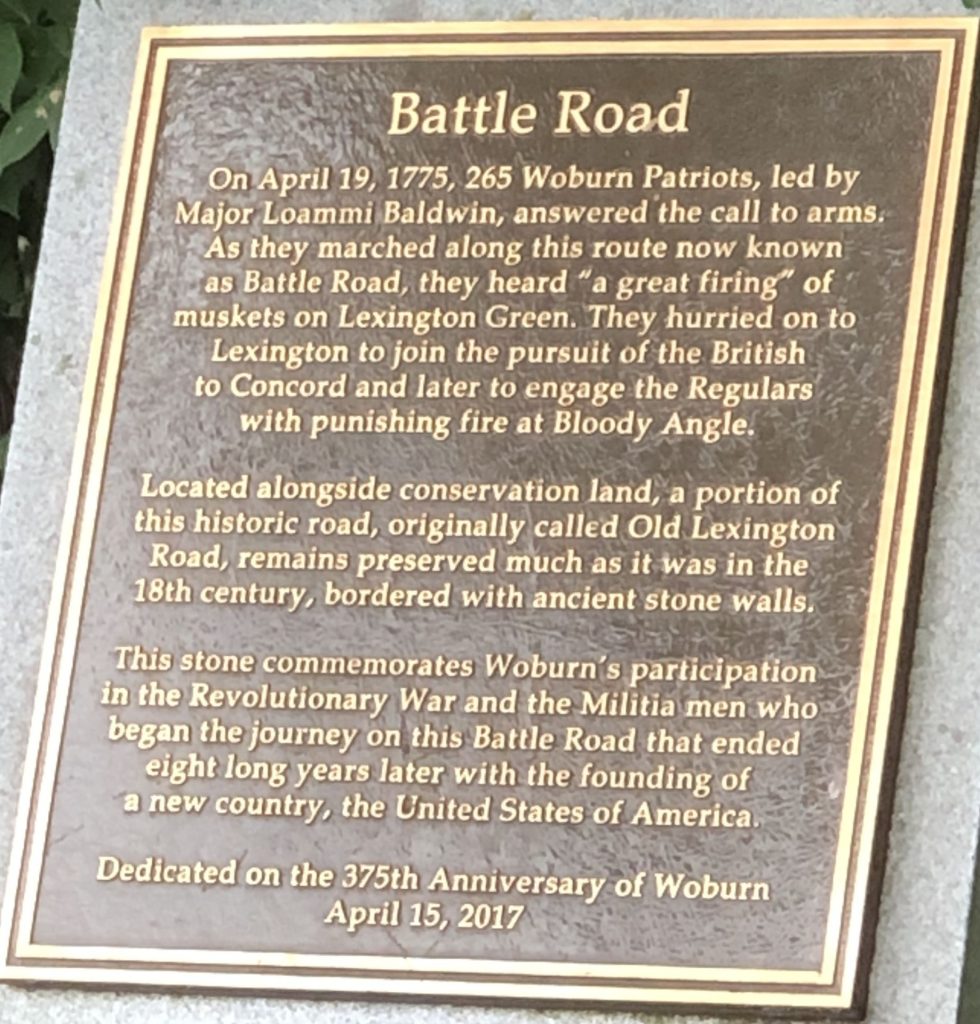 Battle Road
On April 19, 1775, 265 Woburn Patriots, led by
Major Loammi Baldwin, answered the call to arms.
As they marched along this route now known
as Battle Road, they heard “a great firing” of
muskets on Lexington Green. They hurried on to
Lexington to join the pursuit of the British
to Concord and later to engage the Regulars
with punishing fire at Bloody Angle.
Located alongside conservation land, a portion of
this historic road, originally called Old Lexington
Road, remains preserved much as it was in the
18th century, bordered with ancient stone walls.
This stone commemorates Woburn’s participation
in the Revolutionary War and the Militia men who
began the journey on this Battle Road that ended
eight long years later with the founding of
a new country, the United States of America.
Dedicated on the 375th Anniversary of Woburn
April 15, 2017